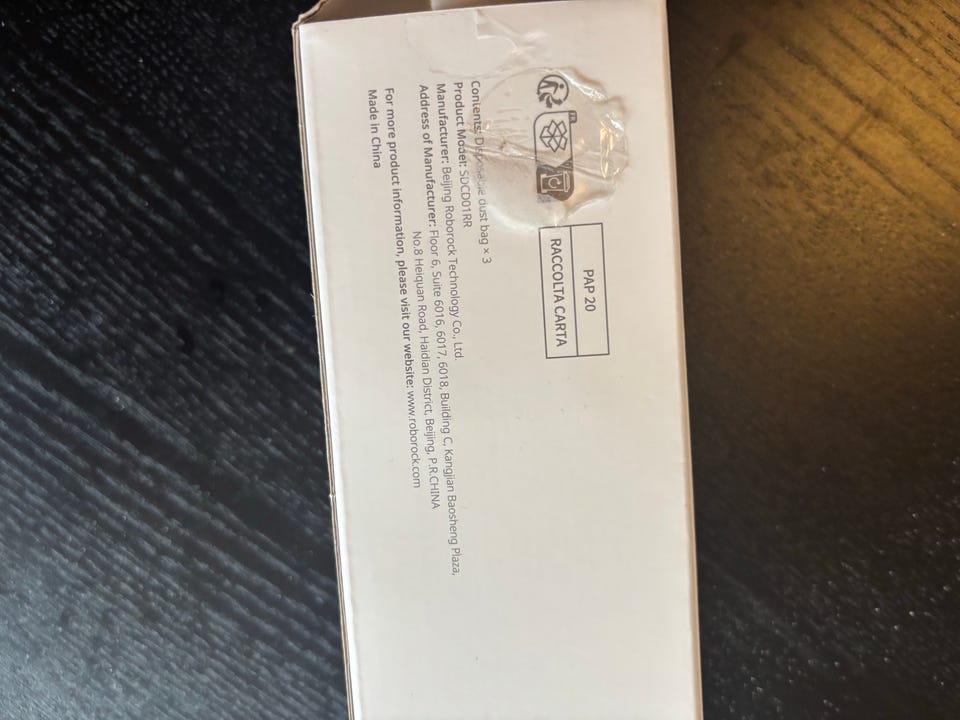 PAP 20
RACCOLTA CARTA
Contents: Disposable dust bag × 3
Product Model: SDCD01RR
Manufacturer: Beijing Roborock Technology Co., Ltd.
Address of Manufacturer: Floor 6, Suite 6016, 6017, 6018, Building C, Kangjian Baosheng Plaza,
No.8 Heiquan Road, Haidian District, Beijing, P.R.CHINA
For more product information, please visit our website: www.roborock.com
Made in China